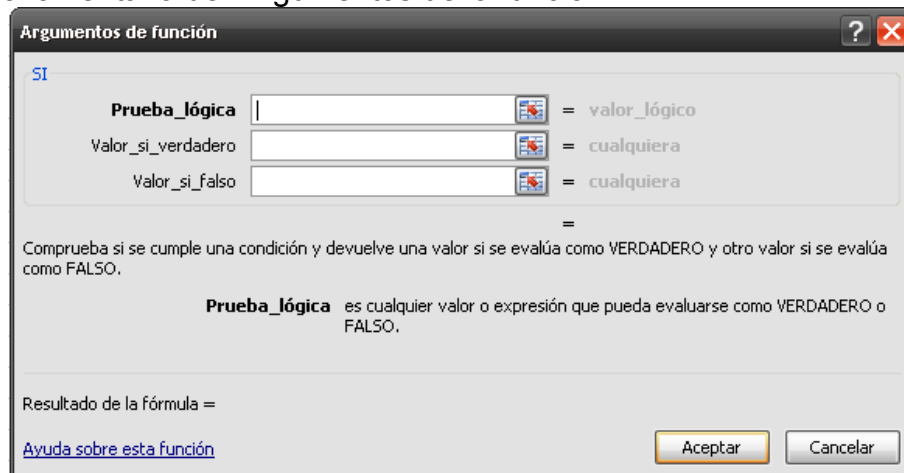 Argumentos de función
SI
Prueba_lógica = valor_lógico
Valor_si_verdadero = cualquiera
Valor_si_falso = cualquiera
=
Comprueba si se cumple una condición y devuelve una valor si se evalúa como VERDADERO y otro valor si se evalúa
como FALSO.
Prueba_lógica es cualquier valor o expresión que pueda evaluarse como VERDADERO o
FALSO.
Resultado de la fórmula =
Ayuda sobre esta función
Aceptar Cancelar